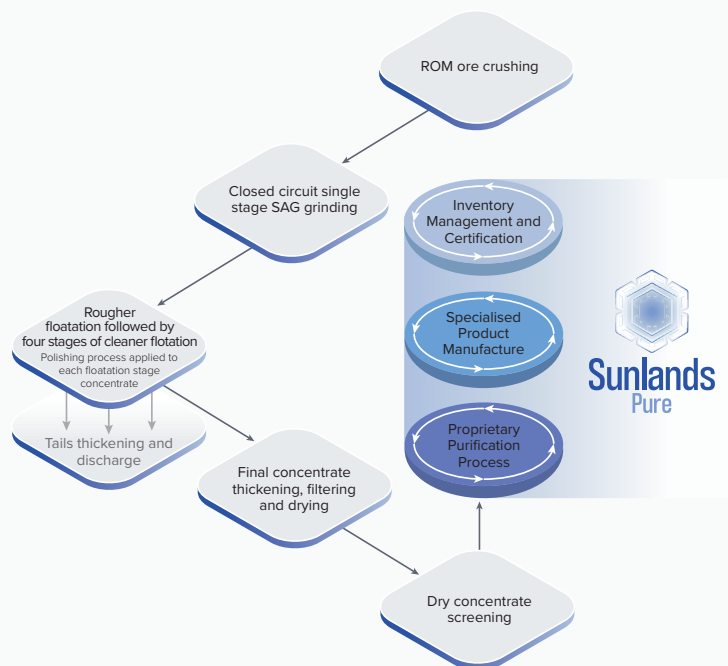 ROM ore crushing
Closed circuit single
stage SAG grinding
Rougher
floatation followed by
four stages of cleaner flotation
Polishing process applied to
each floatation stage
concentrate
Tails thickening and
discharge
Final concentrate
thickening, filtering
and drying
Dry concentrate
screening
Proprietary
Purification
Process
Specialised
Product
Manufacture
Inventory
Management and
Certification
Sunlands
Pure